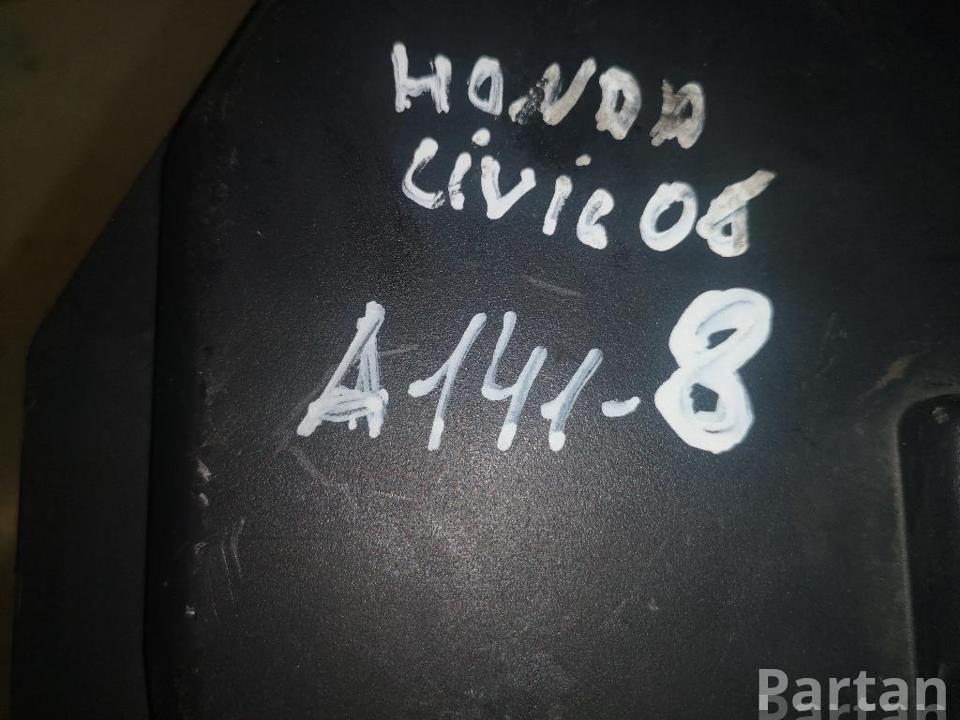 HONDA
civic 06
A141-8
Bartan